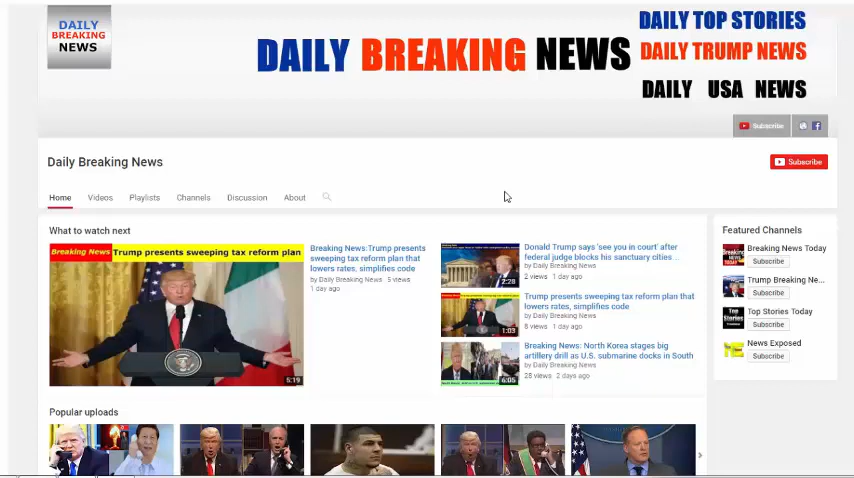 DAILY
BREAKING
NEWS
DAILY BREAKING NEWS
DAILY TOP STORIES
DAILY TRUMP NEWS
DAILY USA NEWS
Subscribe
Daily Breaking News
Subscribe
Home Videos Playlists Channels Discussion About
What to watch next
Breaking News Trump presents sweeping tax reform plan
5:19
Breaking News:Trump presents
sweeping tax reform plan that
lowers rates, simplifies code
by Daily Breaking News 5 views
1 day ago
2:28
Donald Trump says 'see you in court' after
federal judge blocks his sanctuary cities...
by Daily Breaking News
2 views 1 day ago
1:03
Trump presents sweeping tax reform plan that
lowers rates, simplifies code
by Daily Breaking News
6 views 1 day ago
6:05
Breaking News: North Korea stages big
artillery drill as U.S. submarine docks in South
by Daily Breaking News
28 views 2 days ago
Featured Channels
Breaking News Today
Subscribe
Trump Breaking Ne...
Subscribe
Top Stories Today
Subscribe
News Exposed
Subscribe
Popular uploads